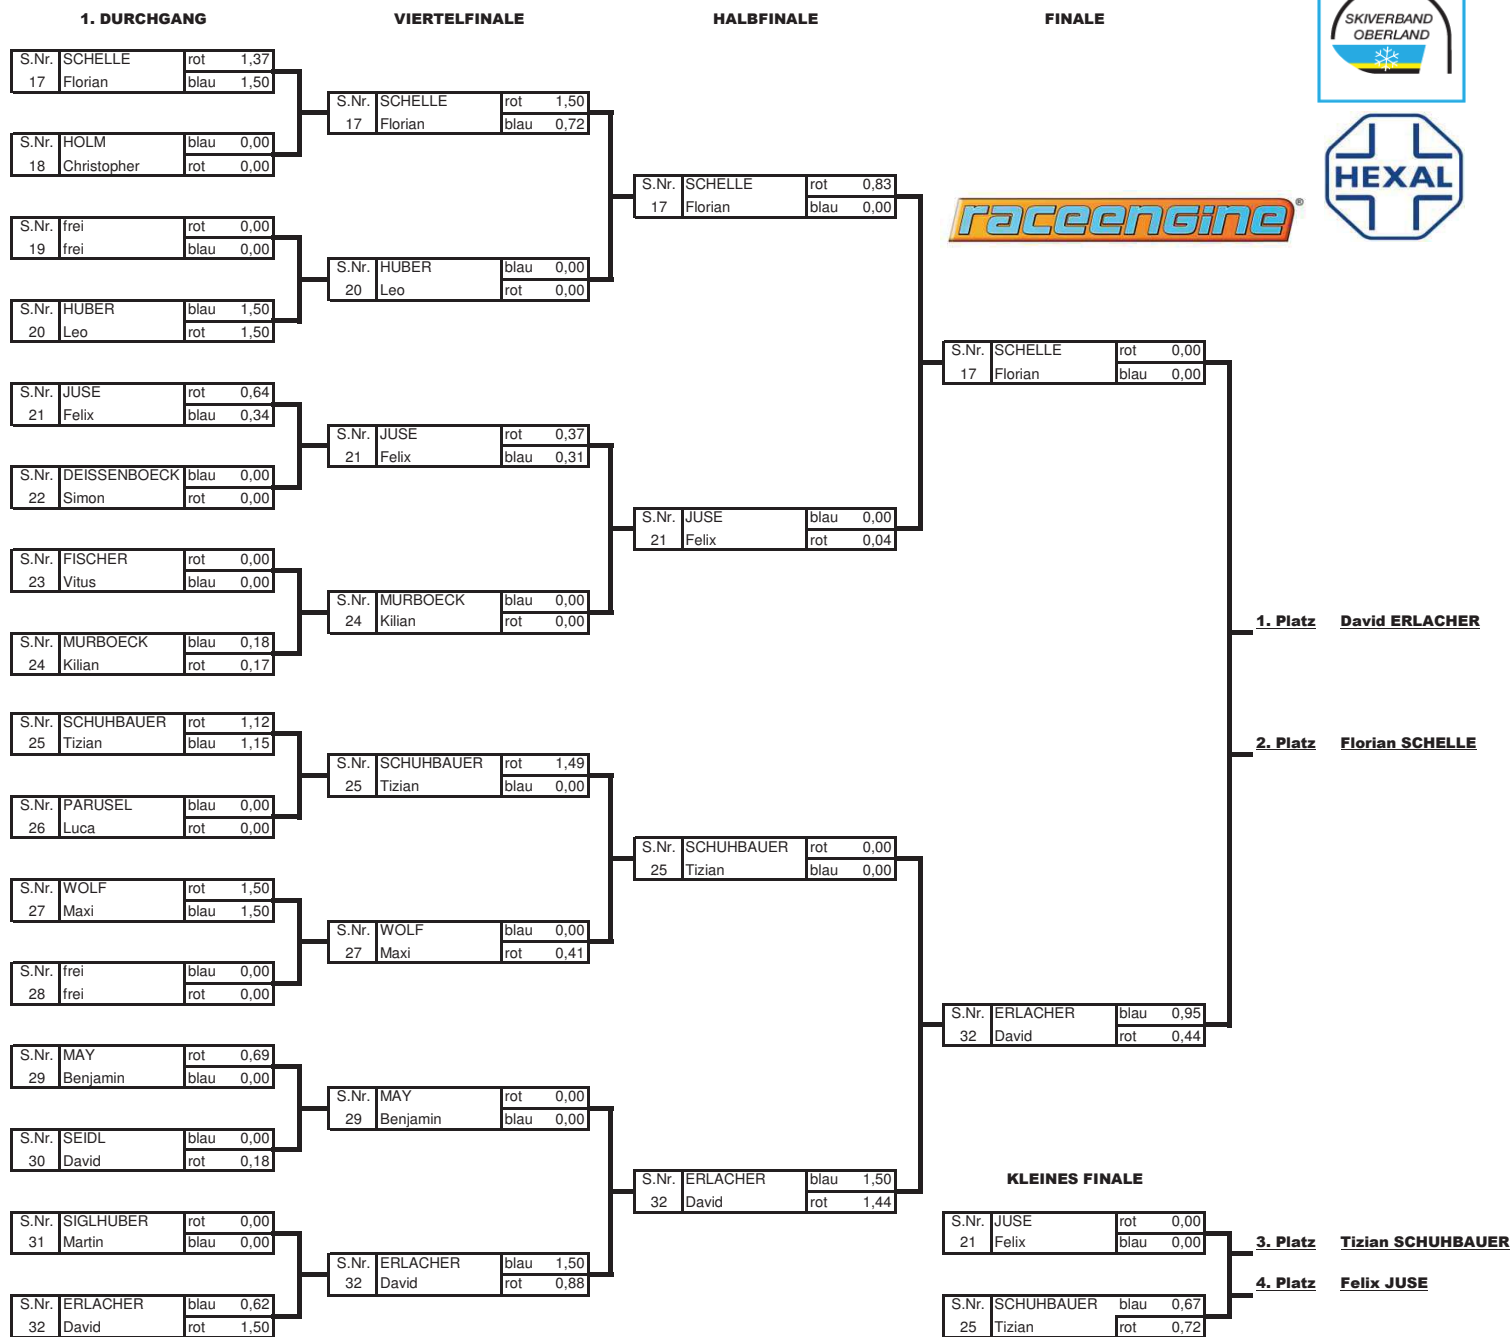 1. DURCHGANG
VIERTELFINALE
HALBFINALE
FINALE
SKIVERBAND
OBERLAND
HEXAL
raceengine®
S.Nr. SCHELLE rot 1,37
17 Florian blau 1,50
S.Nr. HOLM blau 0,00
18 Christopher rot 0,00
S.Nr. frei rot 0,00
19 frei blau 0,00
S.Nr. HUBER blau 1,50
20 Leo rot 1,50
S.Nr. JUSE rot 0,64
21 Felix blau 0,34
S.Nr. DEISSENBOECK blau 0,00
22 Simon rot 0,00
S.Nr. FISCHER rot 0,00
23 Vitus blau 0,00
S.Nr. MURBOECK blau 0,18
24 Kilian rot 0,17
S.Nr. SCHUHBAUER rot 1,12
25 Tizian blau 1,15
S.Nr. PARUSEL blau 0,00
26 Luca rot 0,00
S.Nr. WOLF rot 1,50
27 Maxi blau 1,50
S.Nr. frei blau 0,00
28 frei rot 0,00
S.Nr. MAY rot 0,69
29 Benjamin blau 0,00
S.Nr. SEIDL blau 0,00
30 David rot 0,18
S.Nr. SIGLHUBER rot 0,00
31 Martin blau 0,00
S.Nr. ERLACHER blau 0,62
32 David rot 1,50
S.Nr. SCHELLE rot 1,50
17 Florian blau 0,72
S.Nr. HUBER blau 0,00
20 Leo rot 0,00
S.Nr. JUSE rot 0,37
21 Felix blau 0,31
S.Nr. MURBOECK blau 0,00
24 Kilian rot 0,00
S.Nr. SCHUHBAUER rot 1,49
25 Tizian blau 0,00
S.Nr. WOLF blau 0,00
27 Maxi rot 0,41
S.Nr. MAY rot 0,00
29 Benjamin blau 0,00
S.Nr. ERLACHER blau 1,50
32 David rot 0,88
S.Nr. SCHELLE rot 0,83
17 Florian blau 0,00
S.Nr. JUSE blau 0,00
21 Felix rot 0,04
S.Nr. SCHUHBAUER rot 0,00
25 Tizian blau 0,00
S.Nr. ERLACHER blau 1,50
32 David rot 1,44
S.Nr. SCHELLE rot 0,00
17 Florian blau 0,00
S.Nr. ERLACHER blau 0,95
32 David rot 0,44
1. Platz David ERLACHER
2. Platz Florian SCHELLE
KLEINES FINALE
S.Nr. JUSE rot 0,00
21 Felix blau 0,00
S.Nr. SCHUHBAUER blau 0,67
25 Tizian rot 0,72
3. Platz Tizian SCHUHBAUER
4. Platz Felix JUSE